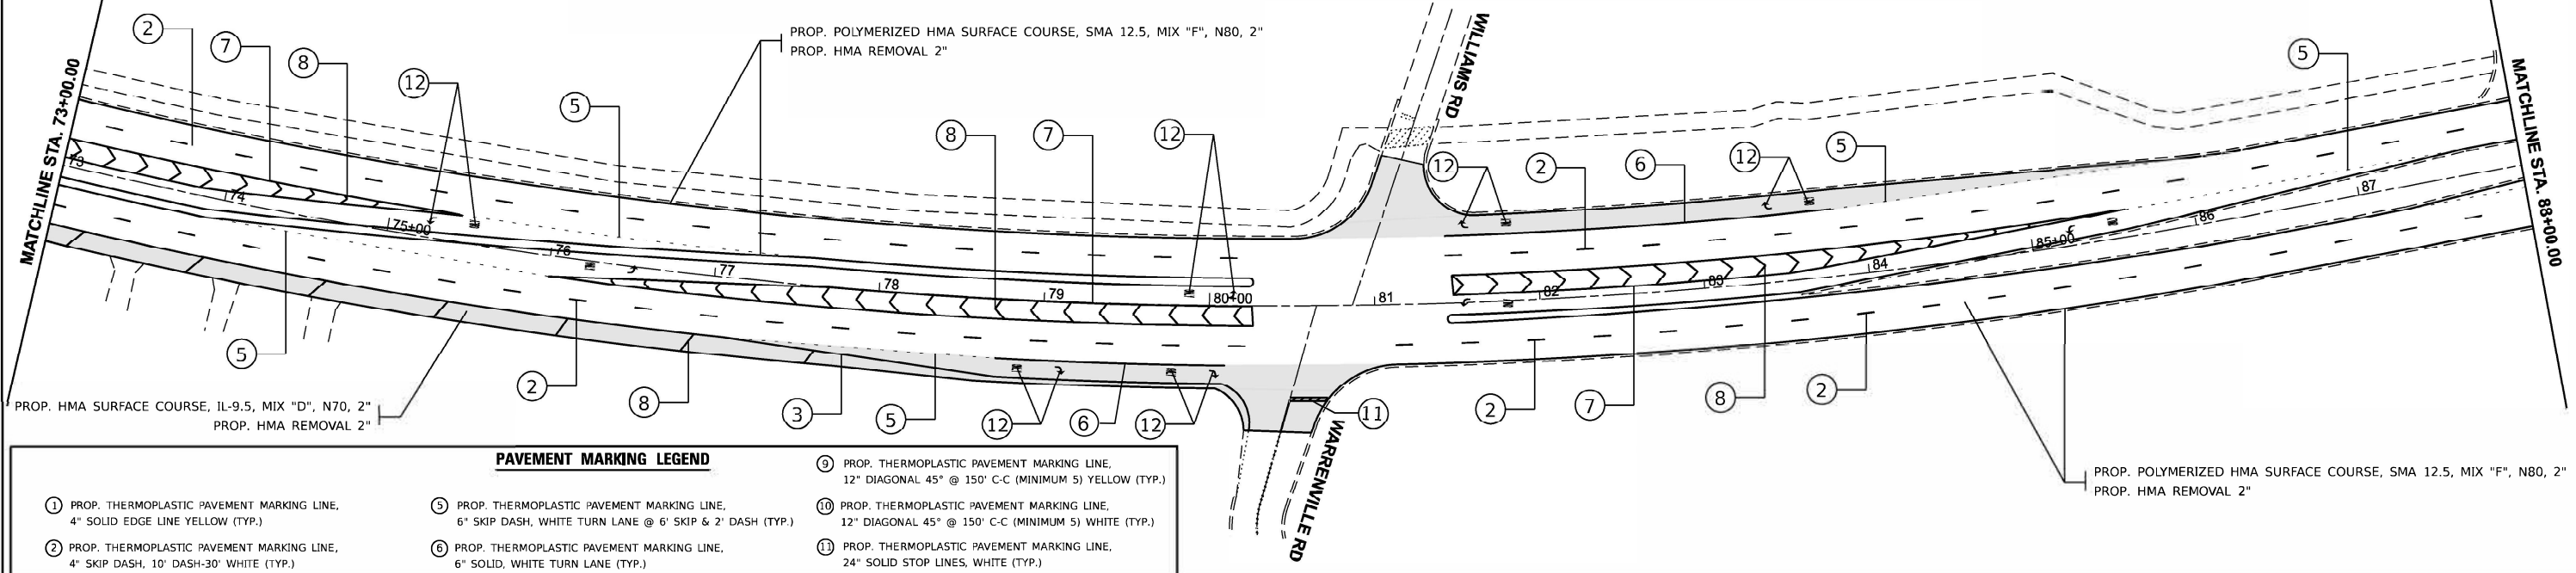 MATCHLINE STA. 73+00.00
2
7
8
12
5
PROP. POLYMERIZED HMA SURFACE COURSE, SMA 12.5, MIX "F", N80, 2"
PROP. HMA REMOVAL 2"
8
7
12
WILLIAMS RD
12
2
6
12
5
5
MATCHLINE STA. 88+00.00
73
74
75+00
76
77
78
79
80+00
81
82
83
84
85+00
86
87
5
2
8
3
5
12
6
12
11
2
7
8
2
WARRENVILLE RD
PROP. HMA SURFACE COURSE, IL-9.5, MIX "D", N70, 2"
PROP. HMA REMOVAL 2"
PROP. POLYMERIZED HMA SURFACE COURSE, SMA 12.5, MIX "F", N80, 2"
PROP. HMA REMOVAL 2"
PAVEMENT MARKING LEGEND
1 PROP. THERMOPLASTIC PAVEMENT MARKING LINE,
4" SOLID EDGE LINE YELLOW (TYP.)
2 PROP. THERMOPLASTIC PAVEMENT MARKING LINE,
4" SKIP DASH, 10' DASH-30' WHITE (TYP.)
5 PROP. THERMOPLASTIC PAVEMENT MARKING LINE,
6" SKIP DASH, WHITE TURN LANE @ 6' SKIP & 2' DASH (TYP.)
6 PROP. THERMOPLASTIC PAVEMENT MARKING LINE,
6" SOLID, WHITE TURN LANE (TYP.)
9 PROP. THERMOPLASTIC PAVEMENT MARKING LINE,
12" DIAGONAL 45° @ 150' C-C (MINIMUM 5) YELLOW (TYP.)
10 PROP. THERMOPLASTIC PAVEMENT MARKING LINE,
12" DIAGONAL 45° @ 150' C-C (MINIMUM 5) WHITE (TYP.)
11 PROP. THERMOPLASTIC PAVEMENT MARKING LINE,
24" SOLID STOP LINES, WHITE (TYP.)